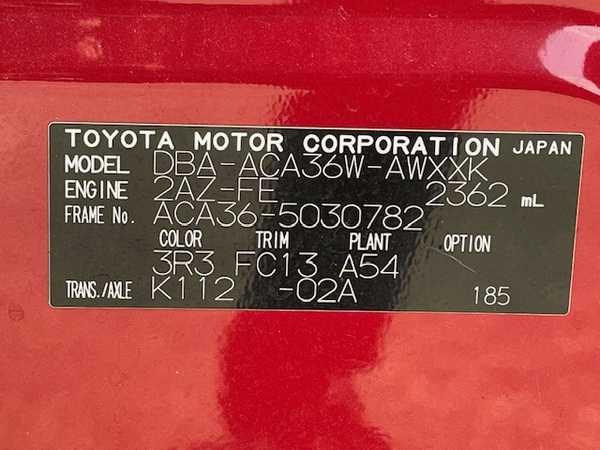 TOYOTA MOTOR CORPORATION JAPAN
MODEL DBA-ACA36W-AWXXK
ENGINE 2AZ-FE 2362 mL
FRAME No. ACA36-5030782
COLOR TRIM PLANT OPTION
3R3 FC13 A54
TRANS./AXLE K112 -02A 185